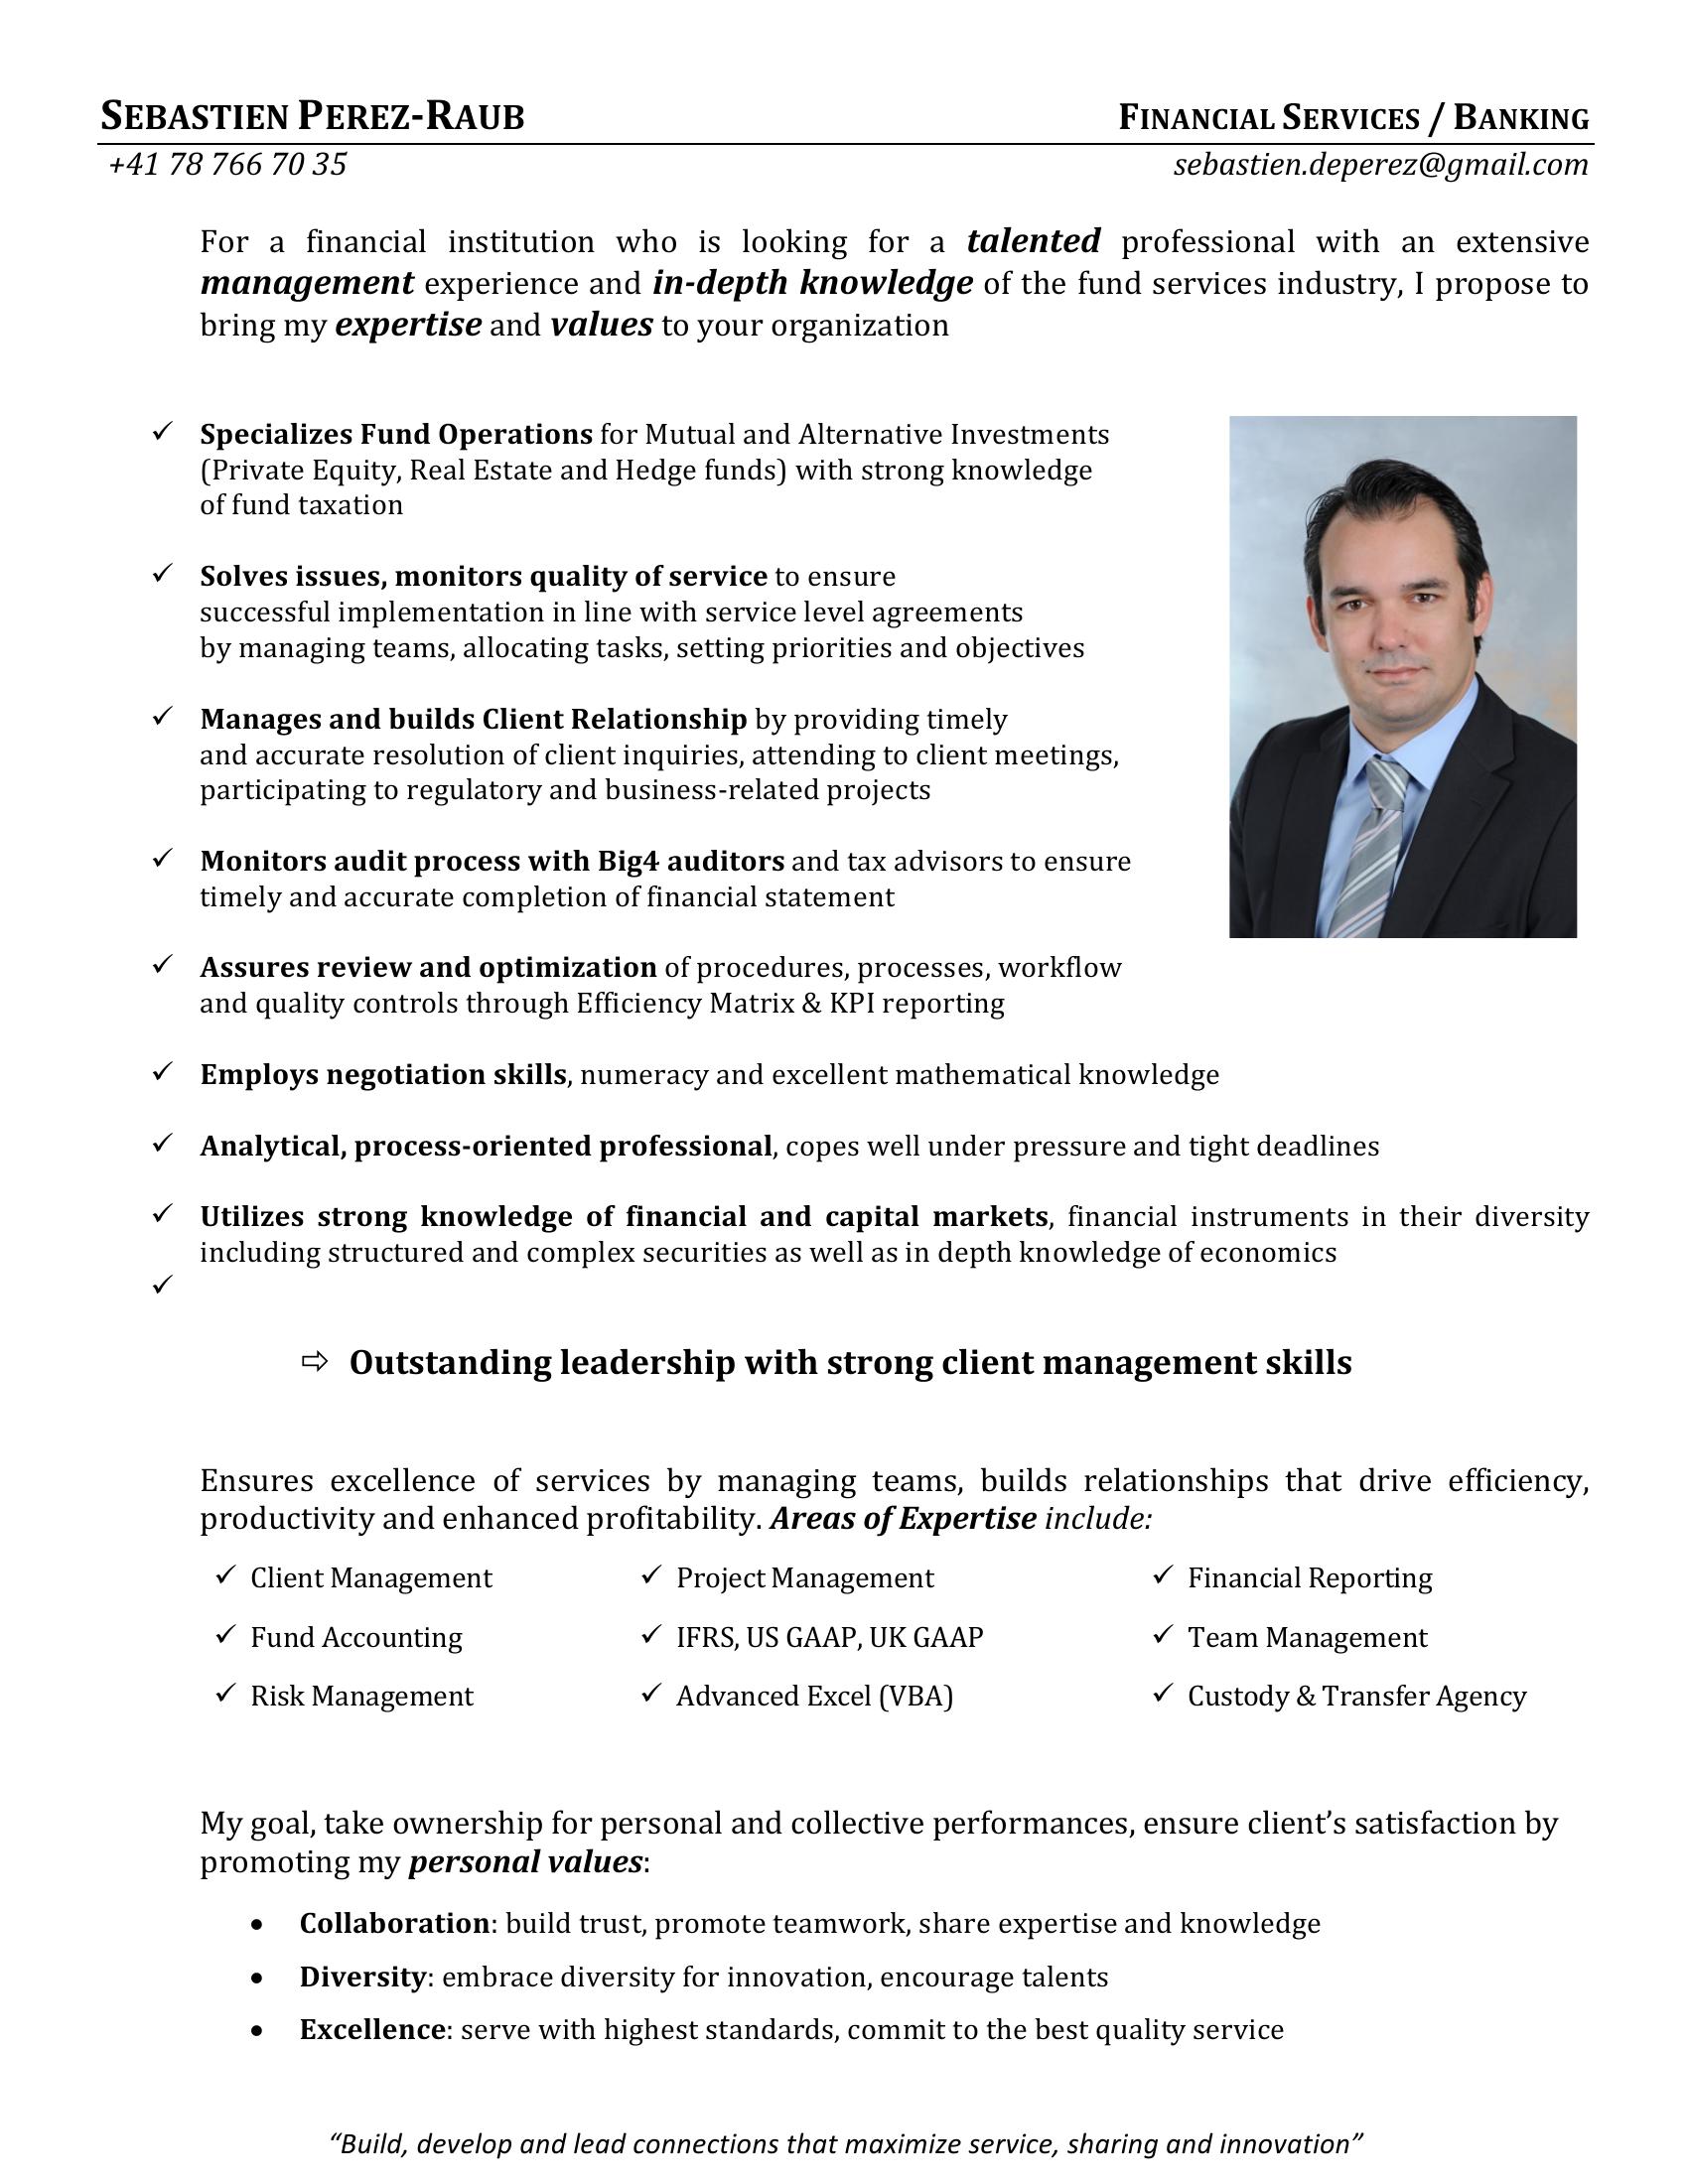 SEBASTIEN PEREZ-RAUB FINANCIAL SERVICES / BANKING
+41 78 766 70 35 sebastien.deperez@gmail.com
For a financial institution who is looking for a talented professional with an extensive
management experience and in-depth knowledge of the fund services industry, I propose to
bring my expertise and values to your organization
✓ Specializes Fund Operations for Mutual and Alternative Investments
(Private Equity, Real Estate and Hedge funds) with strong knowledge
of fund taxation
✓ Solves issues, monitors quality of service to ensure
successful implementation in line with service level agreements
by managing teams, allocating tasks, setting priorities and objectives
✓ Manages and builds Client Relationship by providing timely
and accurate resolution of client inquiries, attending to client meetings,
participating to regulatory and business-related projects
✓ Monitors audit process with Big4 auditors and tax advisors to ensure
timely and accurate completion of financial statement
✓ Assures review and optimization of procedures, processes, workflow
and quality controls through Efficiency Matrix & KPI reporting
✓ Employs negotiation skills, numeracy and excellent mathematical knowledge
✓ Analytical, process-oriented professional, copes well under pressure and tight deadlines
✓ Utilizes strong knowledge of financial and capital markets, financial instruments in their diversity
including structured and complex securities as well as in depth knowledge of economics
✓
⇨ Outstanding leadership with strong client management skills
Ensures excellence of services by managing teams, builds relationships that drive efficiency,
productivity and enhanced profitability. Areas of Expertise include:
✓ Client Management ✓ Project Management ✓ Financial Reporting
✓ Fund Accounting ✓ IFRS, US GAAP, UK GAAP ✓ Team Management
✓ Risk Management ✓ Advanced Excel (VBA) ✓ Custody & Transfer Agency
My goal, take ownership for personal and collective performances, ensure client’s satisfaction by
promoting my personal values:
• Collaboration: build trust, promote teamwork, share expertise and knowledge
• Diversity: embrace diversity for innovation, encourage talents
• Excellence: serve with highest standards, commit to the best quality service
“Build, develop and lead connections that maximize service, sharing and innovation”